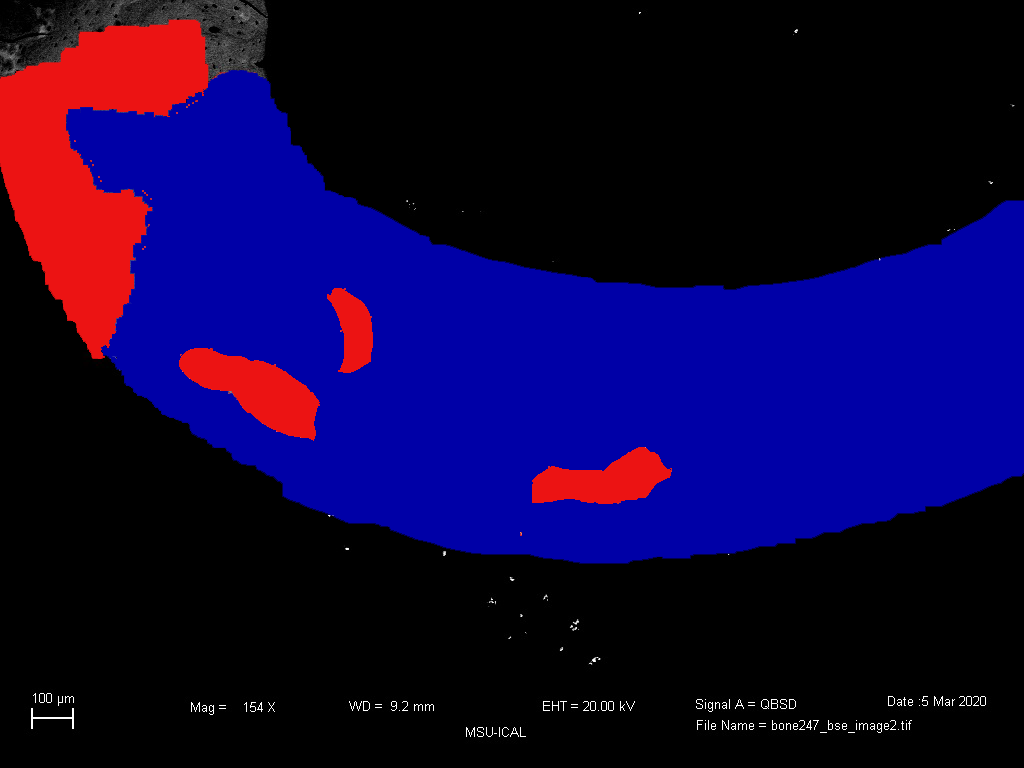 100 µm
Mag = 154 X
WD = 9.2 mm
EHT = 20.00 kV
Signal A = QBSD
Date :5 Mar 2020
File Name = bone247_bse_image2.tif
MSU-ICAL